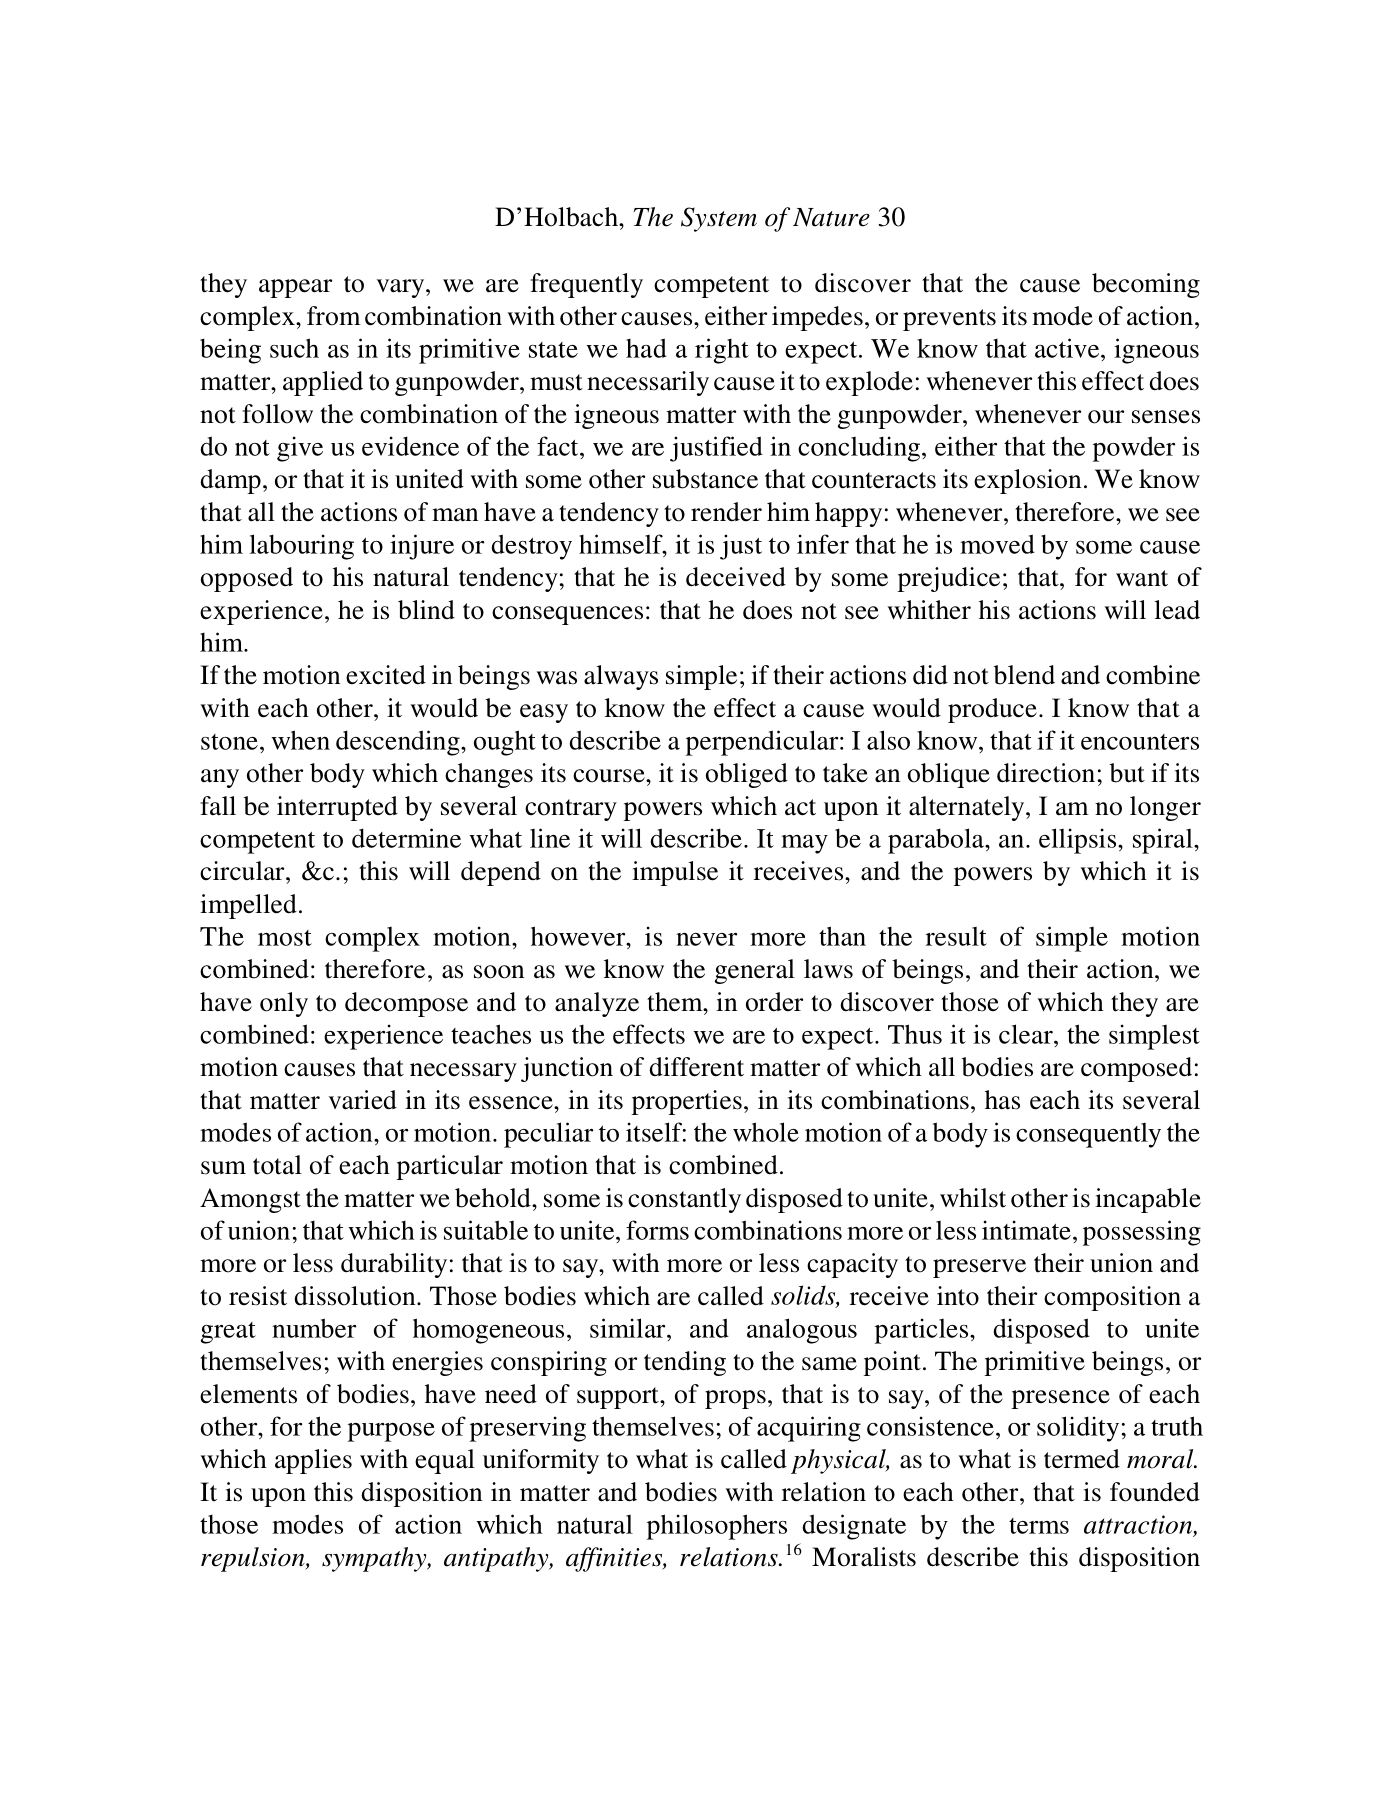 D’Holbach, The System of Nature 30
they appear to vary, we are frequently competent to discover that the cause becoming
complex, from combination with other causes, either impedes, or prevents its mode of action,
being such as in its primitive state we had a right to expect. We know that active, igneous
matter, applied to gunpowder, must necessarily cause it to explode: whenever this effect does
not follow the combination of the igneous matter with the gunpowder, whenever our senses
do not give us evidence of the fact, we are justified in concluding, either that the powder is
damp, or that it is united with some other substance that counteracts its explosion. We know
that all the actions of man have a tendency to render him happy: whenever, therefore, we see
him labouring to injure or destroy himself, it is just to infer that he is moved by some cause
opposed to his natural tendency; that he is deceived by some prejudice; that, for want of
experience, he is blind to consequences: that he does not see whither his actions will lead
him.
If the motion excited in beings was always simple; if their actions did not blend and combine
with each other, it would be easy to know the effect a cause would produce. I know that a
stone, when descending, ought to describe a perpendicular: I also know, that if it encounters
any other body which changes its course, it is obliged to take an oblique direction; but if its
fall be interrupted by several contrary powers which act upon it alternately, I am no longer
competent to determine what line it will describe. It may be a parabola, an. ellipsis, spiral,
circular, &c.; this will depend on the impulse it receives, and the powers by which it is
impelled.
The most complex motion, however, is never more than the result of simple motion
combined: therefore, as soon as we know the general laws of beings, and their action, we
have only to decompose and to analyze them, in order to discover those of which they are
combined: experience teaches us the effects we are to expect. Thus it is clear, the simplest
motion causes that necessary junction of different matter of which all bodies are composed:
that matter varied in its essence, in its properties, in its combinations, has each its several
modes of action, or motion. peculiar to itself: the whole motion of a body is consequently the
sum total of each particular motion that is combined.
Amongst the matter we behold, some is constantly disposed to unite, whilst other is incapable
of union; that which is suitable to unite, forms combinations more or less intimate, possessing
more or less durability: that is to say, with more or less capacity to preserve their union and
to resist dissolution. Those bodies which are called solids, receive into their composition a
great number of homogeneous, similar, and analogous particles, disposed to unite
themselves; with energies conspiring or tending to the same point. The primitive beings, or
elements of bodies, have need of support, of props, that is to say, of the presence of each
other, for the purpose of preserving themselves; of acquiring consistence, or solidity; a truth
which applies with equal uniformity to what is called physical, as to what is termed moral.
It is upon this disposition in matter and bodies with relation to each other, that is founded
those modes of action which natural philosophers designate by the terms attraction,
repulsion, sympathy, antipathy, affinities, relations.16 Moralists describe this disposition